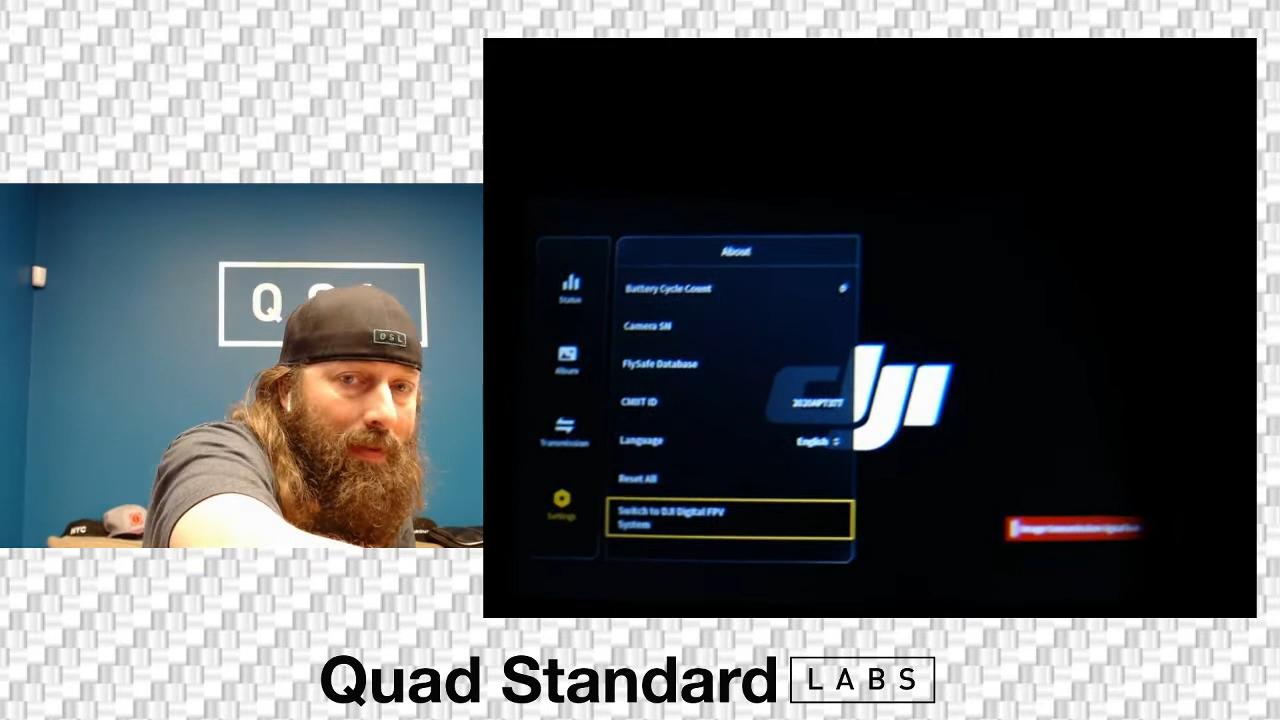 QSL
NYC
About
Status
Battery Cycle Count
Camera SN
Album
FlySafe Database
CMIIT ID
Transmission
Language
English
Reset All
Settings
Switch to DJI Digital FPV
System
dji
Quad Standard
LABS